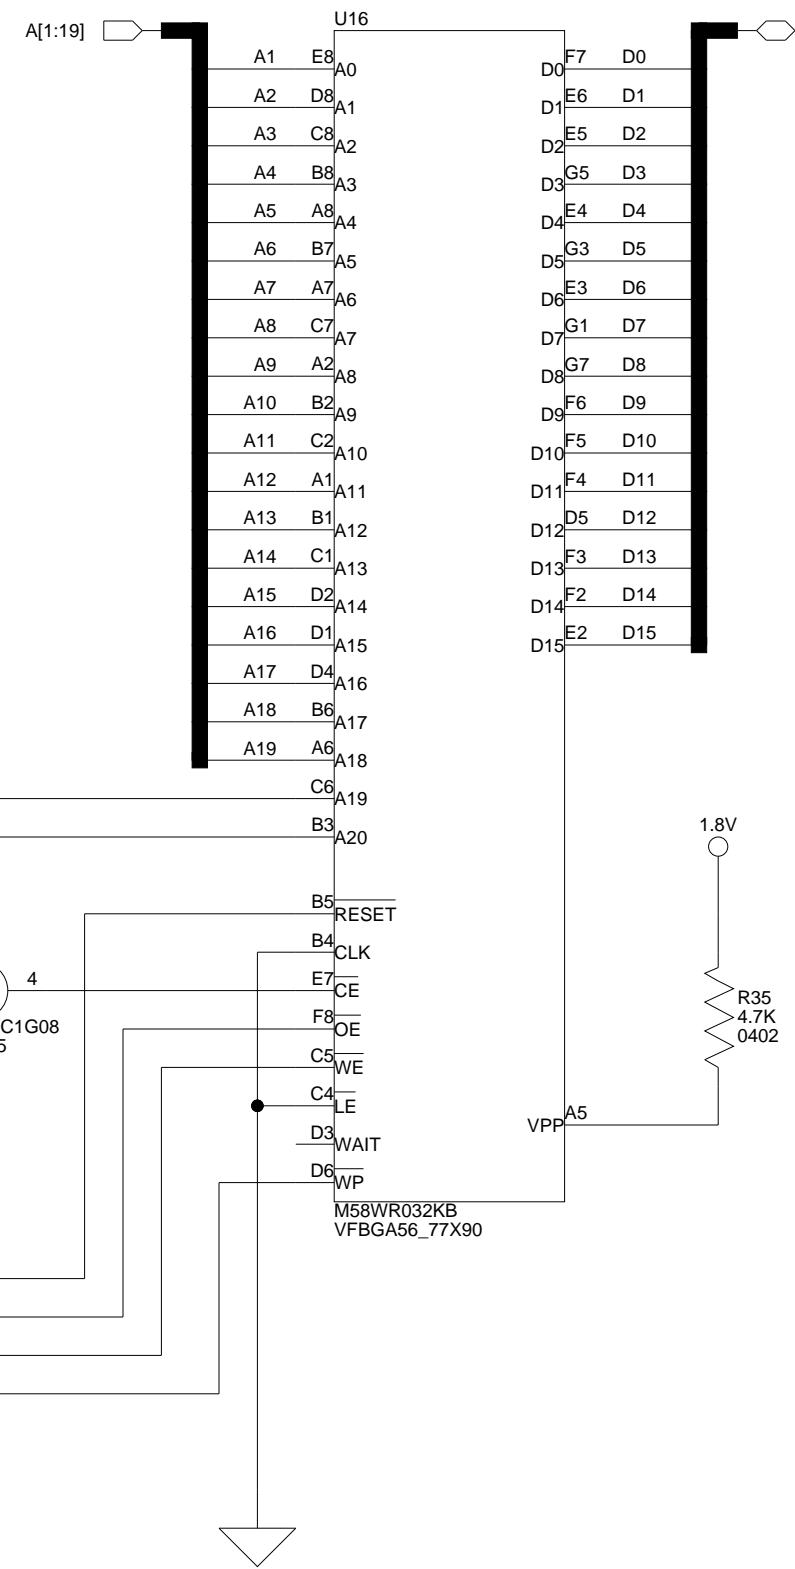 U16
A[1:19]
A1 E8 A0 D0 F7 D0
A2 D8 A1 D1 E6 D1
A3 C8 A2 D2 E5 D2
A4 B8 A3 D3 G5 D3
A5 A8 A4 D4 E4 D4
A6 B7 A5 D5 G3 D5
A7 A7 A6 D6 E3 D6
A8 C7 A7 D7 G1 D7
A9 A2 A8 D8 G7 D8
A10 B2 A9 D9 F6 D9
A11 C2 A10 D10 F5 D10
A12 A1 A11 D11 F4 D11
A13 B1 A12 D12 D5 D12
A14 C1 A13 D13 F3 D13
A15 D2 A14 D14 F2 D14
A16 D1 A15 D15 E2 D15
A17 D4 A16
A18 B6 A17
A19 A6 A18
C6 A19
B3 A20
1.8V
B5 RESET
B4 CLK
4 E7 CE
R35
4.7K
0402
C1G08
5
F8 OE
C5 WE
C4 LE
VPP A5
D3 WAIT
D6 WP
M58WR032KB
VFBGA56_77X90